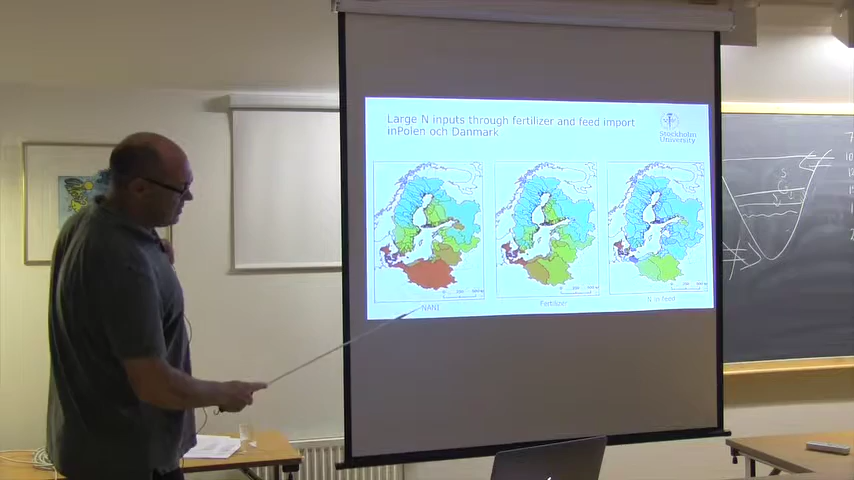 Large N inputs through fertilizer and feed import
inPolen och Danmark
Stockholm
University
NANI
Fertilizer
N in feed